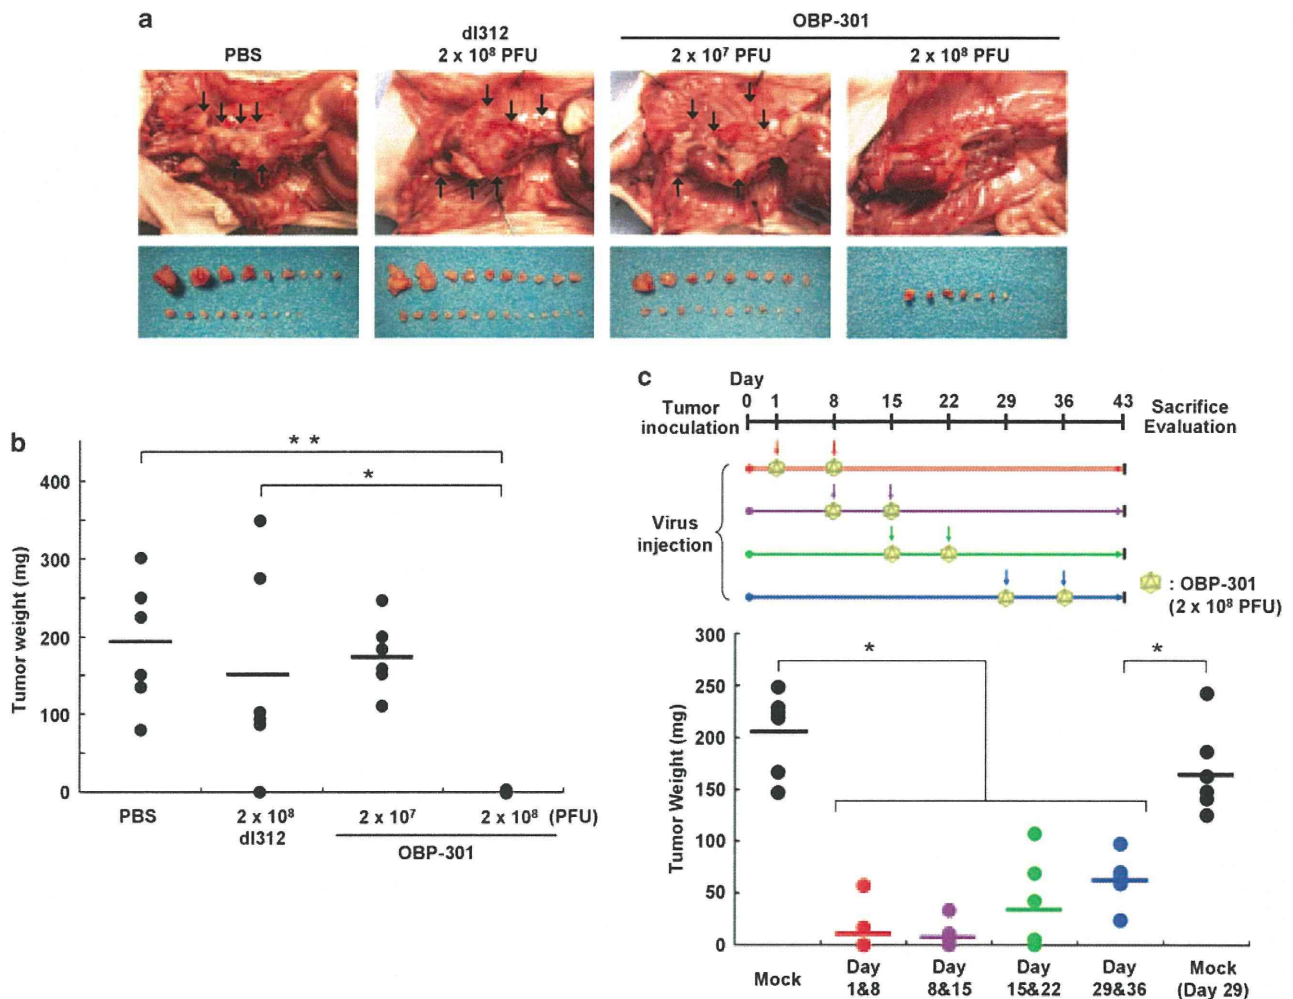 a
PBS
dl312
2 x 10⁸ PFU
OBP-301
2 x 10⁷ PFU
2 x 10⁸ PFU
b
Tumor weight (mg)
400
300
200
100
0
* *
*
PBS
2 x 10⁸
dl312
2 x 10⁷
2 x 10⁸ (PFU)
OBP-301
c
Day
0 1 8 15 22 29 36 43
Tumor
inoculation
Sacrifice
Evaluation
Virus
injection
: OBP-301
(2 x 10⁸ PFU)
Tumor Weight (mg)
300
250
200
150
100
50
0
*
*
Mock
Day
1&8
Day
8&15
Day
15&22
Day
29&36
Mock
(Day 29)